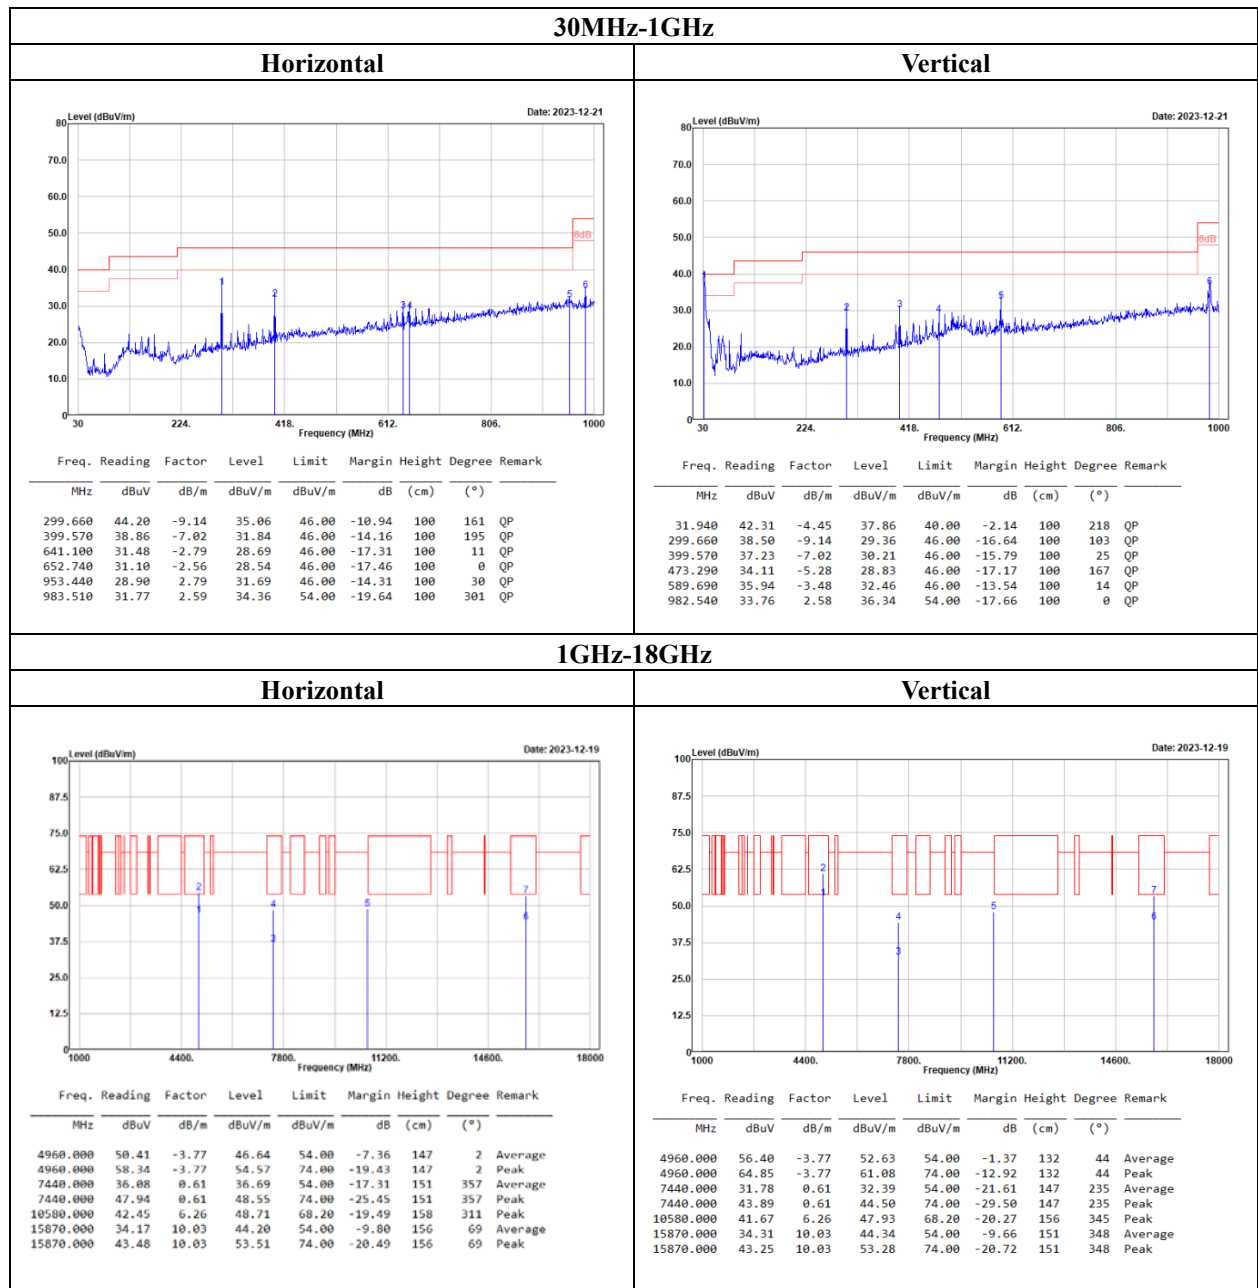 30MHz-1GHz
Horizontal Vertical
Level (dBuV/m) Date: 2023-12-21
80
70.0
60.0
50.0
40.0
30.0
20.0
10.0
0
6dB
1 2 3 4 5 6
30 224. 418. 612. 806. 1000
Frequency (MHz)
Freq. Reading Factor Level Limit Margin Height Degree Remark
MHz dBuV dB/m dBuV/m dBuV/m dB (cm) (°)
299.660 44.20 -9.14 35.06 46.00 -10.94 100 161 QP
399.570 38.86 -7.02 31.84 46.00 -14.16 100 195 QP
641.100 31.48 -2.79 28.69 46.00 -17.31 100 11 QP
652.740 31.10 -2.56 28.54 46.00 -17.46 100 0 QP
953.440 28.90 2.79 31.69 46.00 -14.31 100 30 QP
983.510 31.77 2.59 34.36 54.00 -19.64 100 301 QP
Level (dBuV/m) Date: 2023-12-21
80
70.0
60.0
50.0
40.0
30.0
20.0
10.0
0
6dB
2 3 4 5 6
30 224. 418. 612. 806. 1000
Frequency (MHz)
Freq. Reading Factor Level Limit Margin Height Degree Remark
MHz dBuV dB/m dBuV/m dBuV/m dB (cm) (°)
31.940 42.31 -4.45 37.86 40.00 -2.14 100 218 QP
299.660 38.50 -9.14 29.36 46.00 -16.64 100 103 QP
399.570 37.23 -7.02 30.21 46.00 -15.79 100 25 QP
473.290 34.11 -5.28 28.83 46.00 -17.17 100 167 QP
589.690 35.94 -3.48 32.46 46.00 -13.54 100 14 QP
982.540 33.76 2.58 36.34 54.00 -17.66 100 0 QP
1GHz-18GHz
Horizontal Vertical
Level (dBuV/m) Date: 2023-12-19
100
87.5
75.0
62.5
50.0
37.5
25.0
12.5
0
2 1 4 3 5 7 6
1000 4400. 7800. 11200. 14600. 18000
Frequency (MHz)
Freq. Reading Factor Level Limit Margin Height Degree Remark
MHz dBuV dB/m dBuV/m dBuV/m dB (cm) (°)
4960.000 50.41 -3.77 46.64 54.00 -7.36 147 2 Average
4960.000 58.34 -3.77 54.57 74.00 -19.43 147 2 Peak
7440.000 36.08 0.61 36.69 54.00 -17.31 151 357 Average
7440.000 47.94 0.61 48.55 74.00 -25.45 151 357 Peak
10580.000 42.45 6.26 48.71 68.20 -19.49 158 311 Peak
15870.000 34.17 10.03 44.20 54.00 -9.80 156 69 Average
15870.000 43.48 10.03 53.51 74.00 -20.49 156 69 Peak
Level (dBuV/m) Date: 2023-12-19
100
87.5
75.0
62.5
50.0
37.5
25.0
12.5
0
2 1 4 3 5 7 6
1000 4400. 7800. 11200. 14600. 18000
Frequency (MHz)
Freq. Reading Factor Level Limit Margin Height Degree Remark
MHz dBuV dB/m dBuV/m dBuV/m dB (cm) (°)
4960.000 56.40 -3.77 52.63 54.00 -1.37 132 44 Average
4960.000 64.85 -3.77 61.08 74.00 -12.92 132 44 Peak
7440.000 31.78 0.61 32.39 54.00 -21.61 147 235 Average
7440.000 43.89 0.61 44.50 74.00 -29.50 147 235 Peak
10580.000 41.67 6.26 47.93 68.20 -20.27 156 345 Peak
15870.000 34.31 10.03 44.34 54.00 -9.66 151 348 Average
15870.000 43.25 10.03 53.28 74.00 -20.72 151 348 Peak